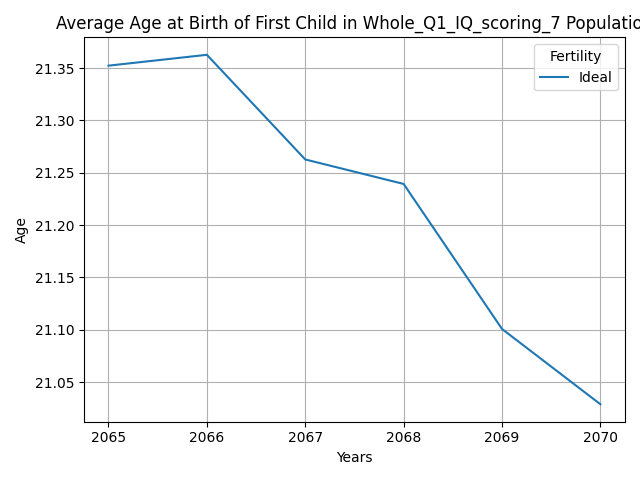 Average Age at Birth of First Child in Whole_Q1_IQ_scoring_7 Populatio
Fertility
Ideal
21.35
21.30
21.25
21.20
21.15
21.10
21.05
Age
2065 2066 2067 2068 2069 2070
Years